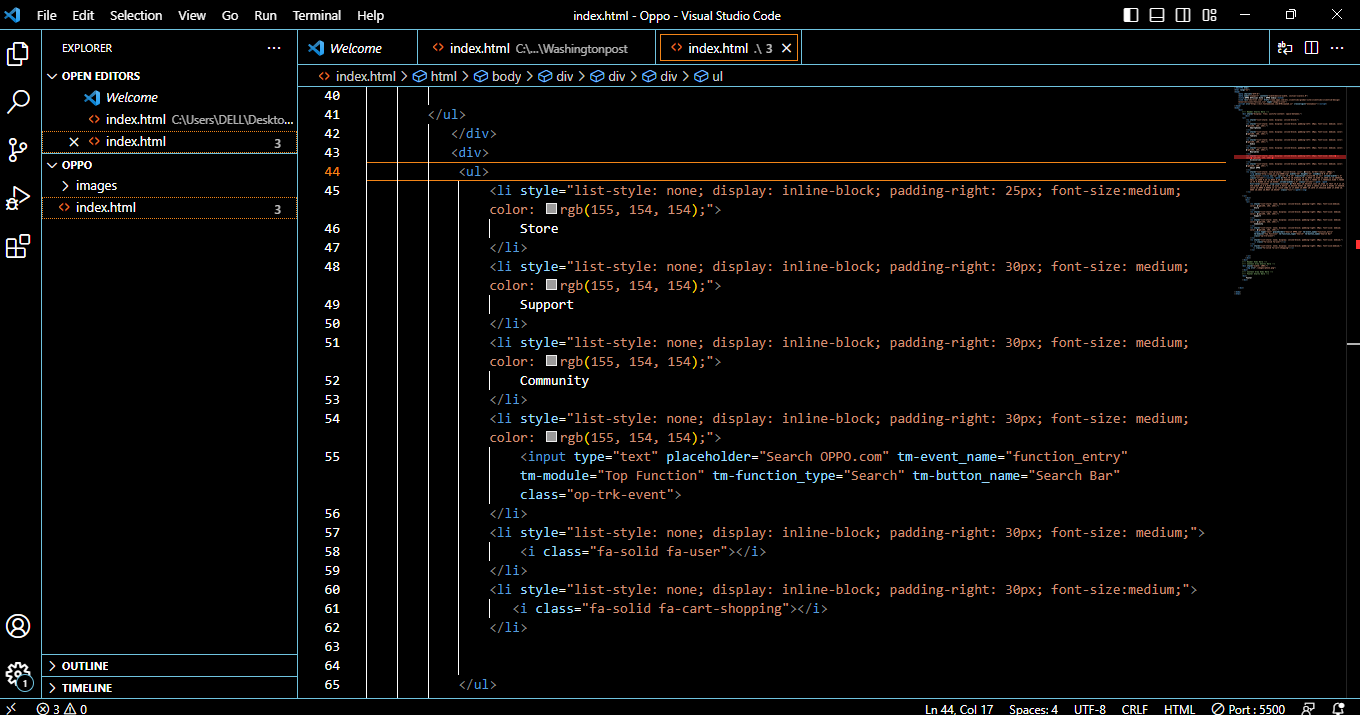 File Edit Selection View Go Run Terminal Help
index.html - Oppo - Visual Studio Code
EXPLORER
OPEN EDITORS
Welcome
index.html C:\Users\DELL\Deskto...
index.html 3
OPPO
images
index.html 3
OUTLINE
TIMELINE
Welcome
index.html C:\...\Washingtonpost
index.html .\ 3
index.html > html > body > div > div > div > ul
40
41 </ul>
42 </div>
43 <div>
44 <ul>
45 <li style="list-style: none; display: inline-block; padding-right: 25px; font-size:medium;
color: rgb(155, 154, 154);">
46 Store
47 </li>
48 <li style="list-style: none; display: inline-block; padding-right: 30px; font-size: medium;
color: rgb(155, 154, 154);">
49 Support
50 </li>
51 <li style="list-style: none; display: inline-block; padding-right: 30px; font-size: medium;
color: rgb(155, 154, 154);">
52 Community
53 </li>
54 <li style="list-style: none; display: inline-block; padding-right: 30px; font-size: medium;
color: rgb(155, 154, 154);">
55 <input type="text" placeholder="Search OPPO.com" tm-event_name="function_entry"
tm-module="Top Function" tm-function_type="Search" tm-button_name="Search Bar"
class="op-trk-event">
56 </li>
57 <li style="list-style: none; display: inline-block; padding-right: 30px; font-size: medium;">
58 <i class="fa-solid fa-user"></i>
59 </li>
60 <li style="list-style: none; display: inline-block; padding-right: 30px; font-size:medium;">
61 <i class="fa-solid fa-cart-shopping"></i>
62 </li>
63
64
65 </ul>
1
3 0
Ln 44, Col 17 Spaces: 4 UTF-8 CRLF HTML Port : 5500